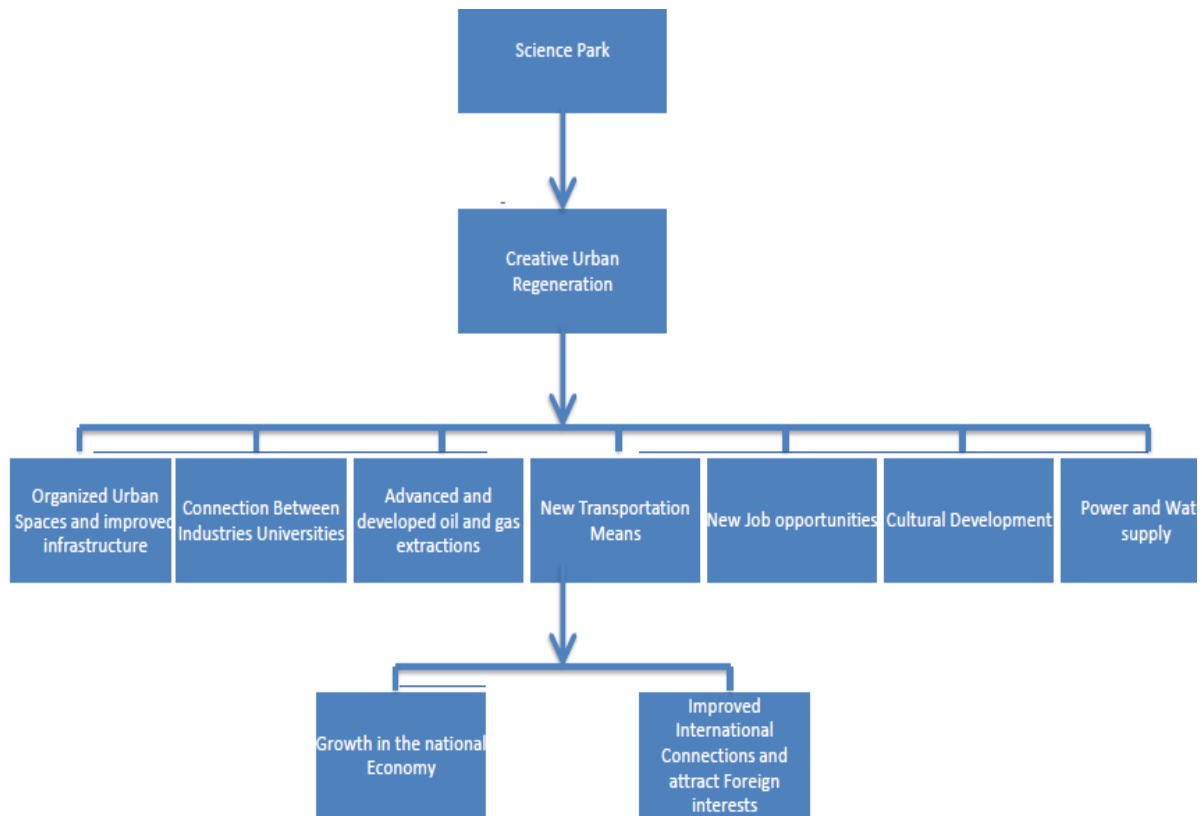 Science Park
Creative Urban
Regeneration
Organized Urban
Spaces and improved
infrastructure
Connection Between
Industries Universities
Advanced and
developed oil and gas
extractions
New Transportation
Means
New Job opportunities
Cultural Development
Power and Wat
supply
Growth in the national
Economy
Improved
International
Connections and
attract Foreign
interests